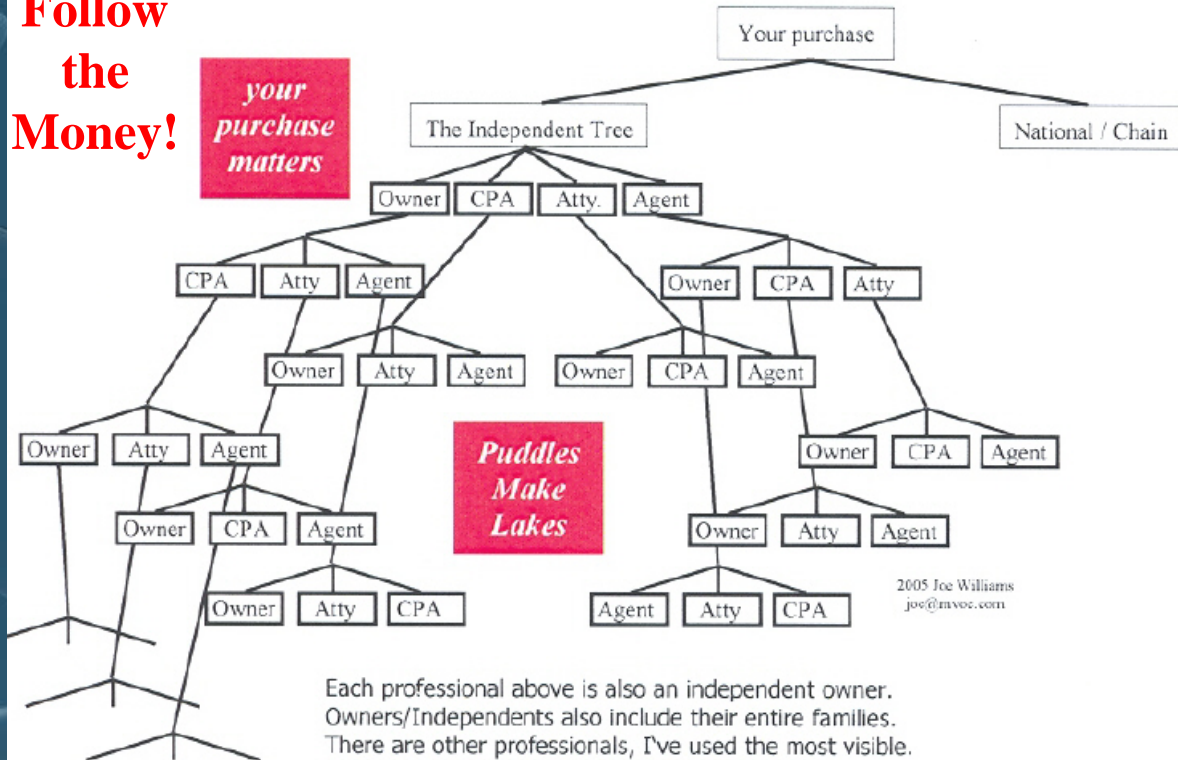 Follow
the
Money!
your
purchase
matters
Your purchase
The Independent Tree
National / Chain
Owner CPA Atty. Agent
CPA Atty Agent
Owner CPA Atty
Owner Atty Agent
Owner CPA Agent
Owner Atty Agent
Owner CPA Agent
Puddles
Make
Lakes
Owner CPA Agent
Owner Atty Agent
Owner Atty CPA
Agent Atty CPA
2005 Joe Williams
joe@mvoc.com
Each professional above is also an independent owner.
Owners/Independents also include their entire families.
There are other professionals, I've used the most visible.